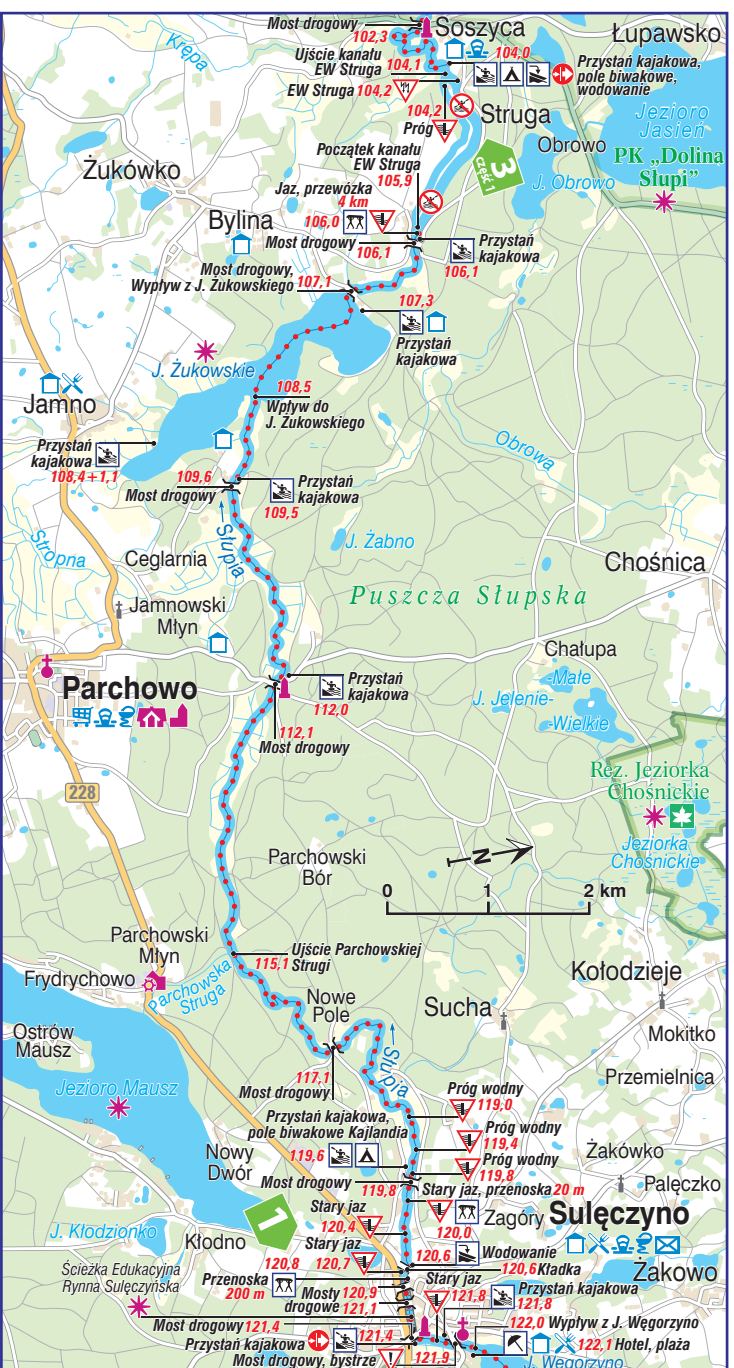 Most drogowy
102,3
Soszyca
Łupawsko
Krępa
Ujście kanału
EW Struga
104,1
104,0
Przystań kajakowa,
pole biwakowe,
wodowanie
EW Struga 104,2
104,2
Próg
Struga
Jezioro
Jasień
Początek kanału
EW Struga
105,9
3
część 1
Obrowo
J. Obrowo
PK „Dolina
Słupi"
Żukówko
Jaz, przewózka
4 km
106,0
Bylina
Most drogowy
106,1
Przystań
kajakowa
106,1
Most drogowy,
Wypływ z J. Żukowskiego
107,1
107,3
Przystań
kajakowa
J. Żukowskie
108,5
Wpływ do
J. Żukowskiego
Jamno
Przystań
kajakowa
108,4+1,1
Obrowa
109,6
Most drogowy
Przystań
kajakowa
109,5
Słupia
Stropna
J. Żabno
Ceglarnia
Chośnica
Puszcza Słupska
Jamnowski
Młyn
Chałupa
Parchowo
Przystań
kajakowa
112,0
J. Jelenie-
-Małe
-Wielkie
112,1
Most drogowy
228
Rez. Jeziorka
Chośnickie
Jeziorka
Chośnickie
N
Parchowski
Bór
0 1 2 km
Parchowski
Młyn
115,1
Ujście Parchowskiej
Strugi
Frydrychowo
Parchowska
Struga
Kołodzieje
Nowe
Pole
Sucha
Ostrów
Mausz
Mokitko
Słupia
Jezioro Mausz
117,1
Most drogowy
Przemielnica
Próg wodny
119,0
Przystań kajakowa,
pole biwakowe Kajlandia
119,6
Próg wodny
119,4
Nowy
Dwór
Żakówko
Próg wodny
119,8
Most drogowy
119,8
Palęczko
Stary jaz, przenoska 20 m
120,0
Stary jaz
120,4
1
Zagóry
Sulęczyno
J. Kłodzionko
Kłodno
Stary jaz
120,7
120,6
Wodowanie
120,6 Kładka
Ścieżka Edukacyjna
Rynna Sulęczyńska
120,8
Przenoska
200 m
Stary jaz
121,8
Żakowo
Mosty
drogowe
120,9
121,1
Przystań kajakowa
121,8
Most drogowy 121,4
122,0 Wypływ z J. Węgorzyno
Przystań kajakowa
121,4
122,1 Hotel, plaża
Most drogowy, bystrze
121,9
J. Węgorzyno